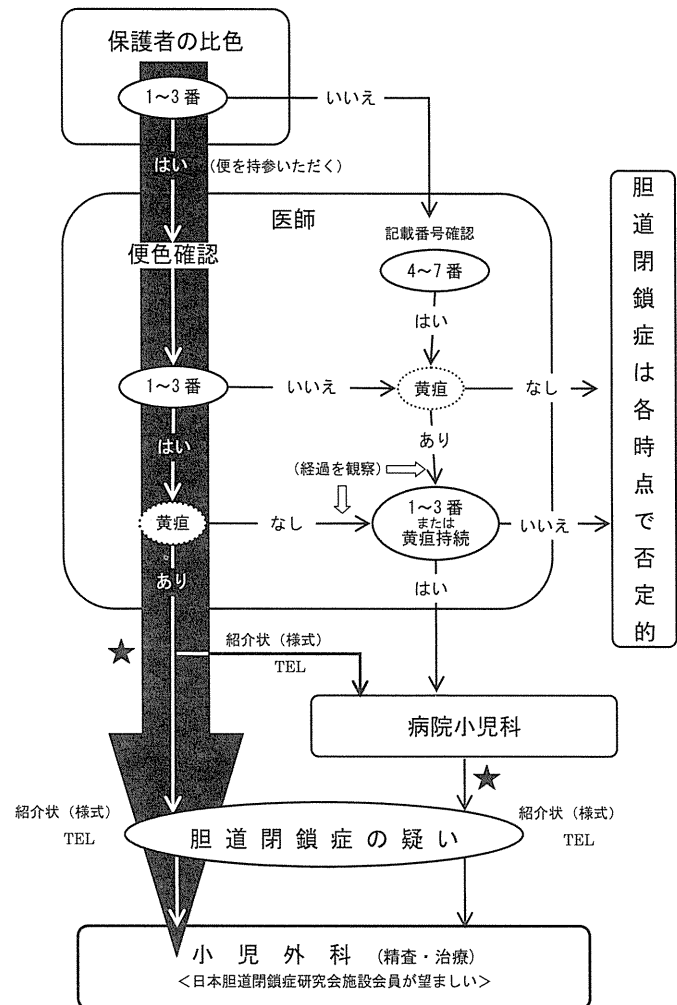 保護者の比色
1～3 番
いいえ
はい
（便を持参いただく）
医師
便色確認
記載番号確認
4～7 番
はい
1～3 番
いいえ
黄疸
なし
はい
あり
（経過を観察）
黄疸
なし
1～3 番
または
黄疸持続
いいえ
あり
はい
胆道閉鎖症は各時点で否定的
★
紹介状（様式）
TEL
病院小児科
★
紹介状（様式）
TEL
胆道閉鎖症の疑い
紹介状（様式）
TEL
小児外科（精査・治療）
＜日本胆道閉鎖症研究会施設会員が望ましい＞